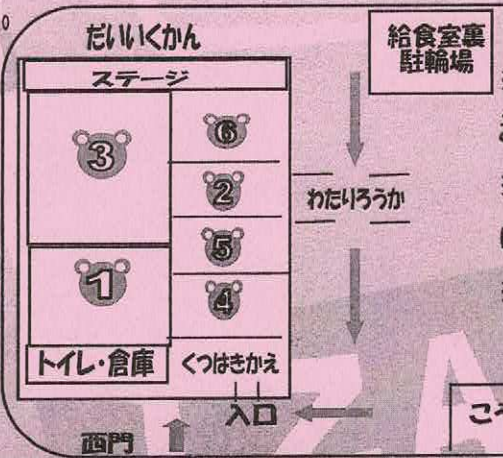 だいいくかん
給食室裏
駐輪場
ステージ
3
6
2
わたりろうか
5
1
4
トイレ・倉庫
くつはきかえ
入口
西門